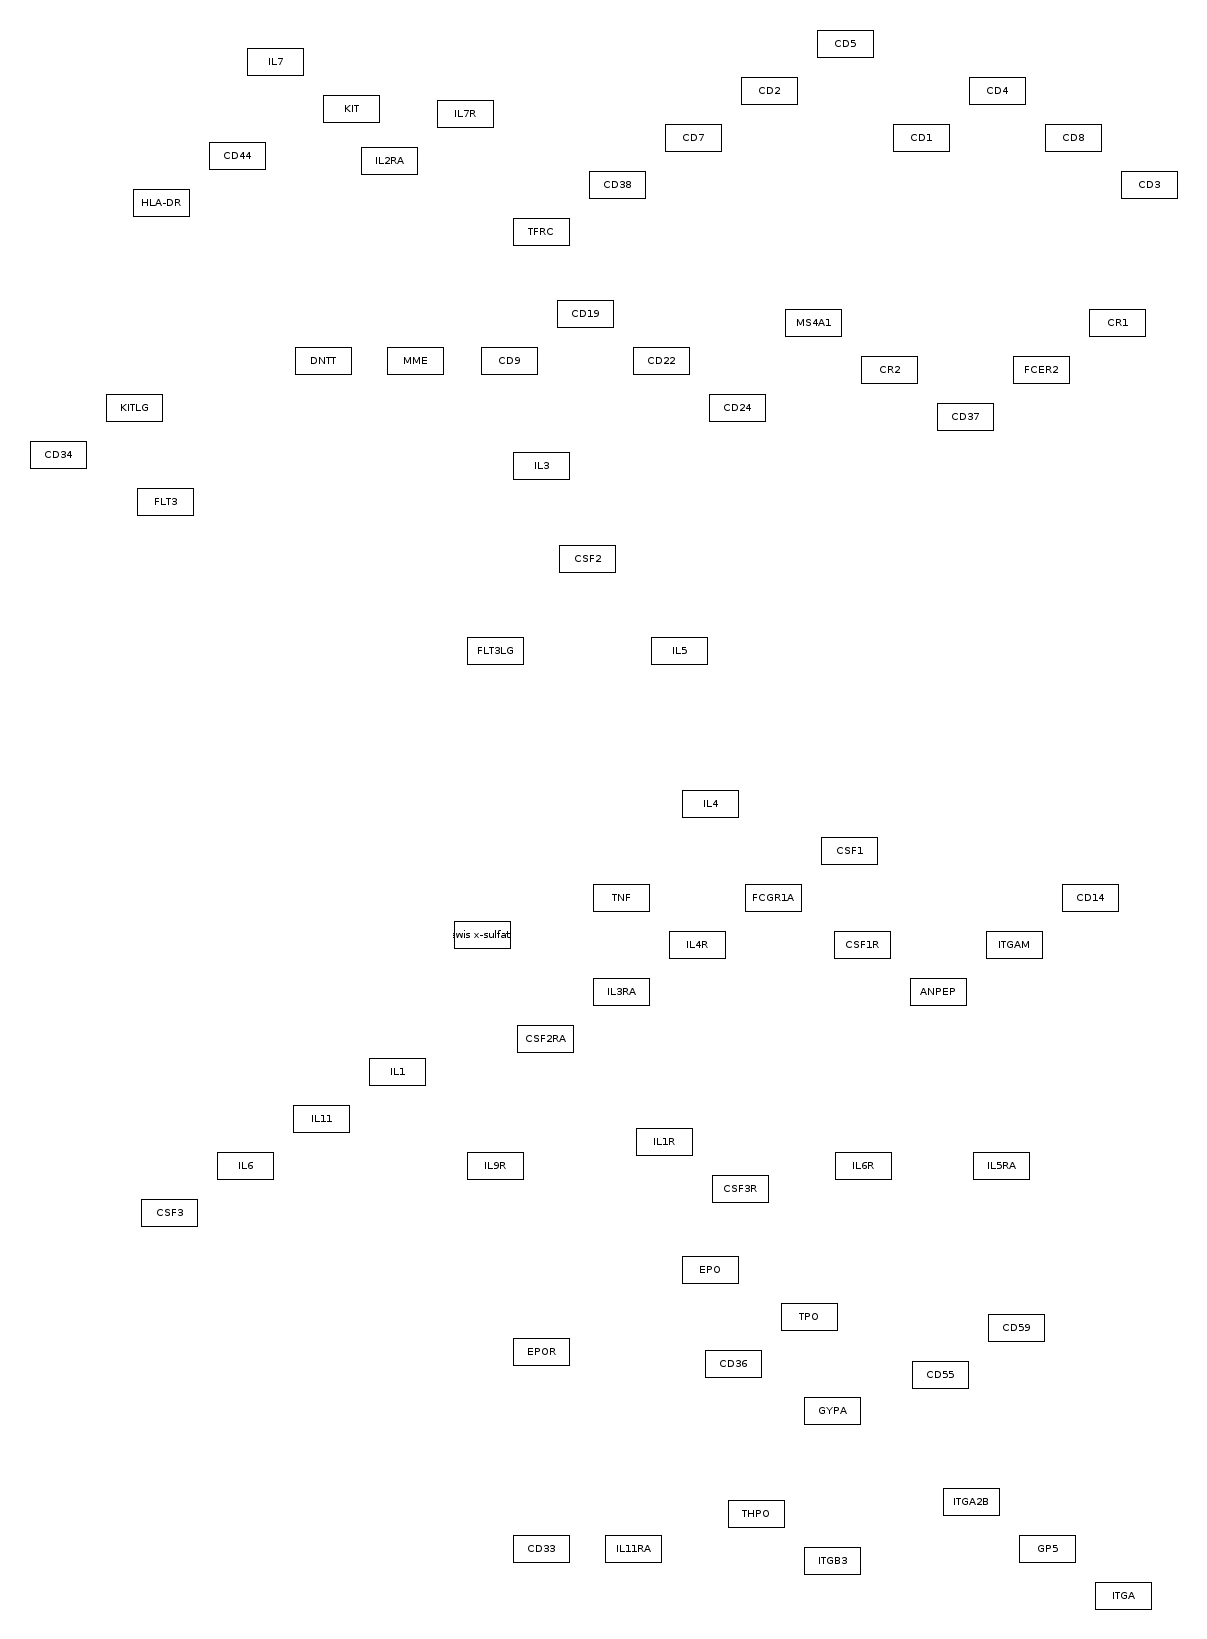 CD5
IL7
CD2
CD4
KIT
IL7R
CD7
CD1
CD8
CD44
IL2RA
CD38
CD3
HLA-DR
TFRC
CD19
MS4A1
CR1
DNTT
MME
CD9
CD22
CR2
FCER2
KITLG
CD24
CD37
CD34
IL3
FLT3
CSF2
FLT3LG
IL5
IL4
CSF1
TNF
FCGR1A
CD14
wis x-sulfat
IL4R
CSF1R
ITGAM
IL3RA
ANPEP
CSF2RA
IL1
IL11
IL1R
IL6
IL9R
IL6R
IL5RA
CSF3R
CSF3
EPO
TPO
CD59
EPOR
CD36
CD55
GYPA
ITGA2B
THPO
CD33
IL11RA
GP5
ITGB3
ITGA